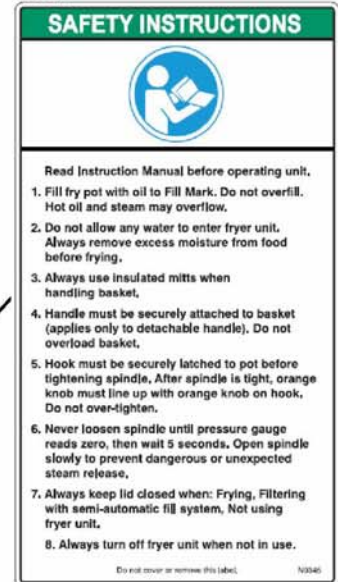 SAFETY INSTRUCTIONS
Read Instruction Manual before operating unit.
1. Fill fry pot with oil to Fill Mark. Do not overfill.
Hot oil and steam may overflow.
2. Do not allow any water to enter fryer unit.
Always remove excess moisture from food
before frying.
3. Always use insulated mitts when
handling basket.
4. Handle must be securely attached to basket
(applies only to detachable handle). Do not
overload basket.
5. Hook must be securely latched to pot before
tightening spindle. After spindle is tight, orange
knob must line up with orange knob on hook.
Do not over-tighten.
6. Never loosen spindle until pressure gauge
reads zero, then wait 5 seconds. Open spindle
slowly to prevent dangerous or unexpected
steam release.
7. Always keep lid closed when: Frying, Filtering
with semi-automatic fill system, Not using
fryer unit.
8. Always turn off fryer unit when not in use.
Do not cover or remove this label.